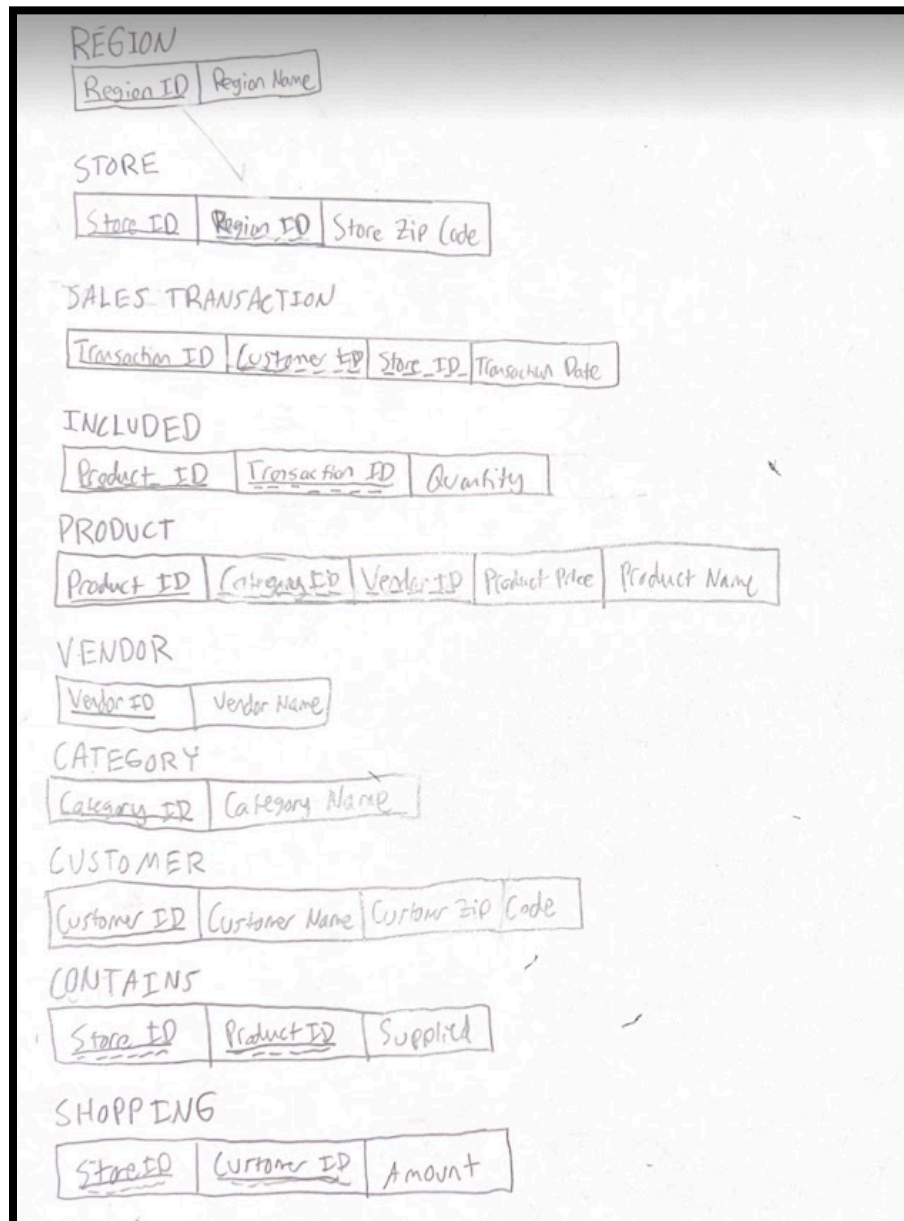 REGION
Region ID Region Name
STORE
Store ID Region ID Store Zip Code
SALES TRANSACTION
Transaction ID Customer ID Store ID Transaction Date
INCLUDED
Product ID Transaction ID Quantity
PRODUCT
Product ID Category ID Vendor ID Product Price Product Name
VENDOR
Vendor ID Vendor Name
CATEGORY
Category ID Category Name
CUSTOMER
Customer ID Customer Name Customer Zip Code
CONTAINS
Store ID Product ID Supplied
SHOPPING
Store ID Customer ID Amount